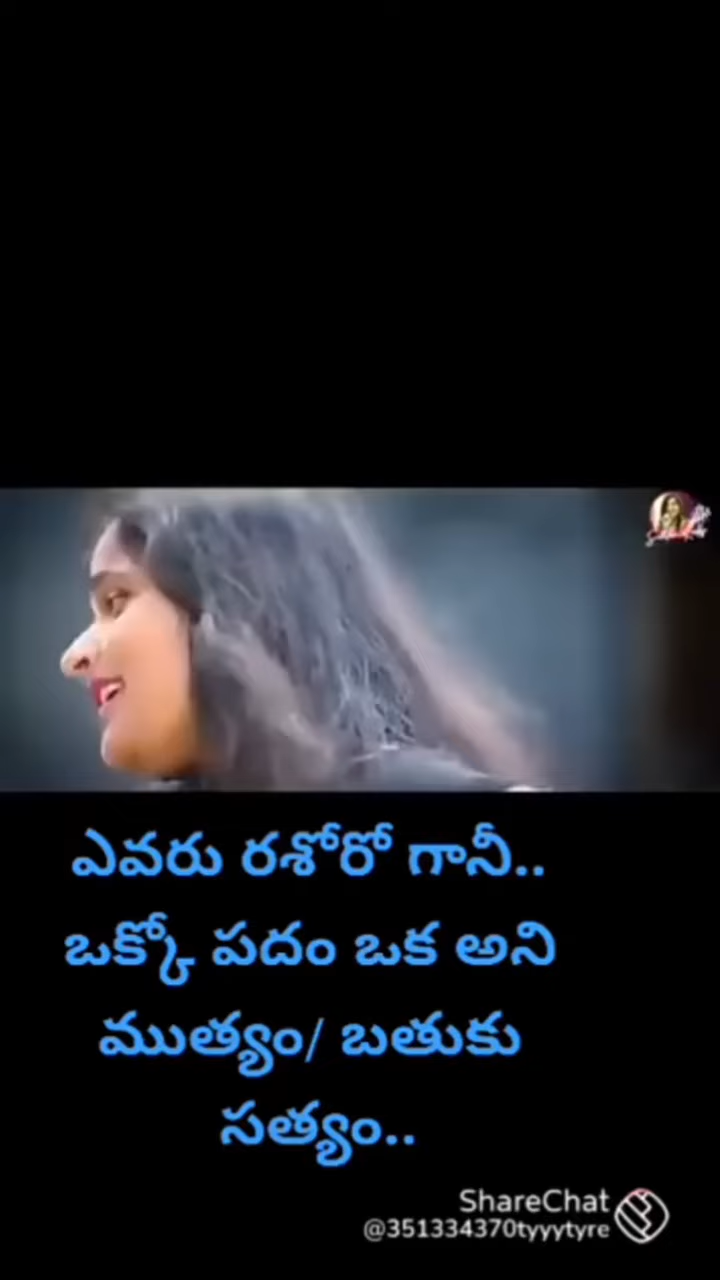 ఎవరు రశోరో గానీ..
ఒక్కో పదం ఒక అని
ముత్యం/ బతుకు
సత్యం..
ShareChat
@351334370tyyytyre